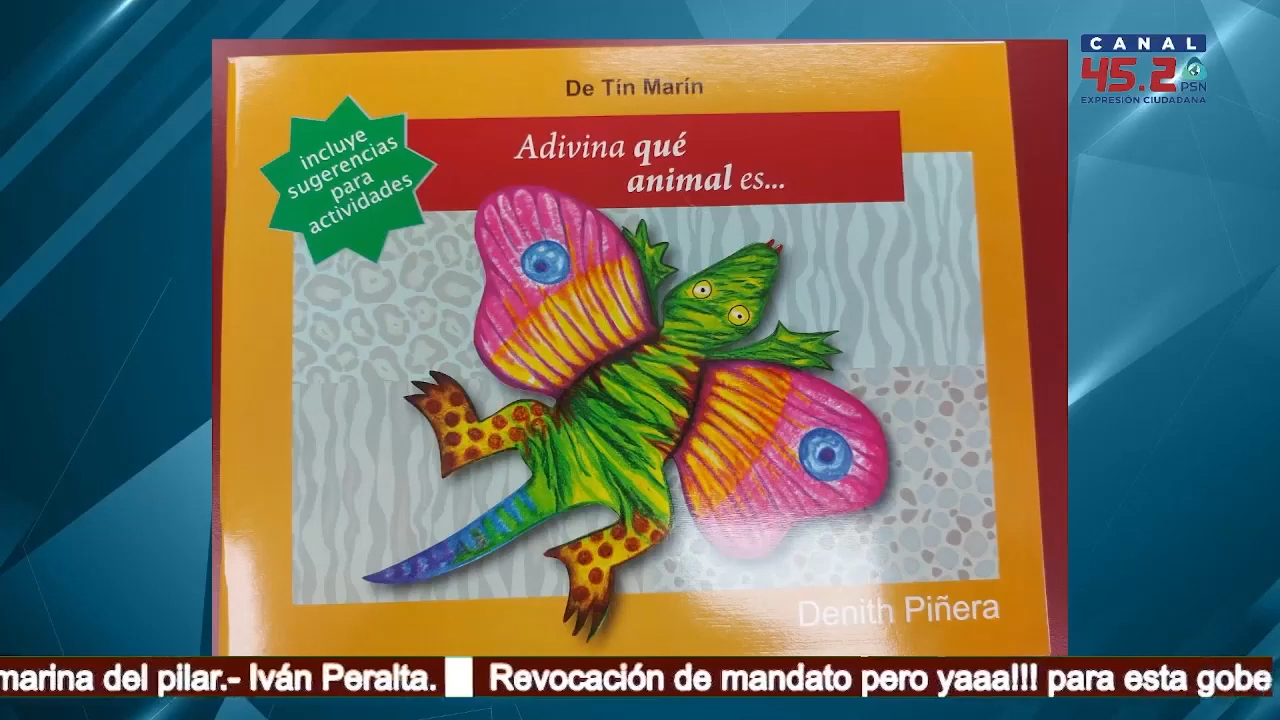 CANAL
45.2
PSN
EXPRESIÓN CIUDADANA
De Tín Marín
incluye
sugerencias
para
actividades
Adivina qué
animal es...
Denith Piñera
marina del pilar.- Iván Peralta. Revocación de mandato pero yaaa!!! para esta gobe